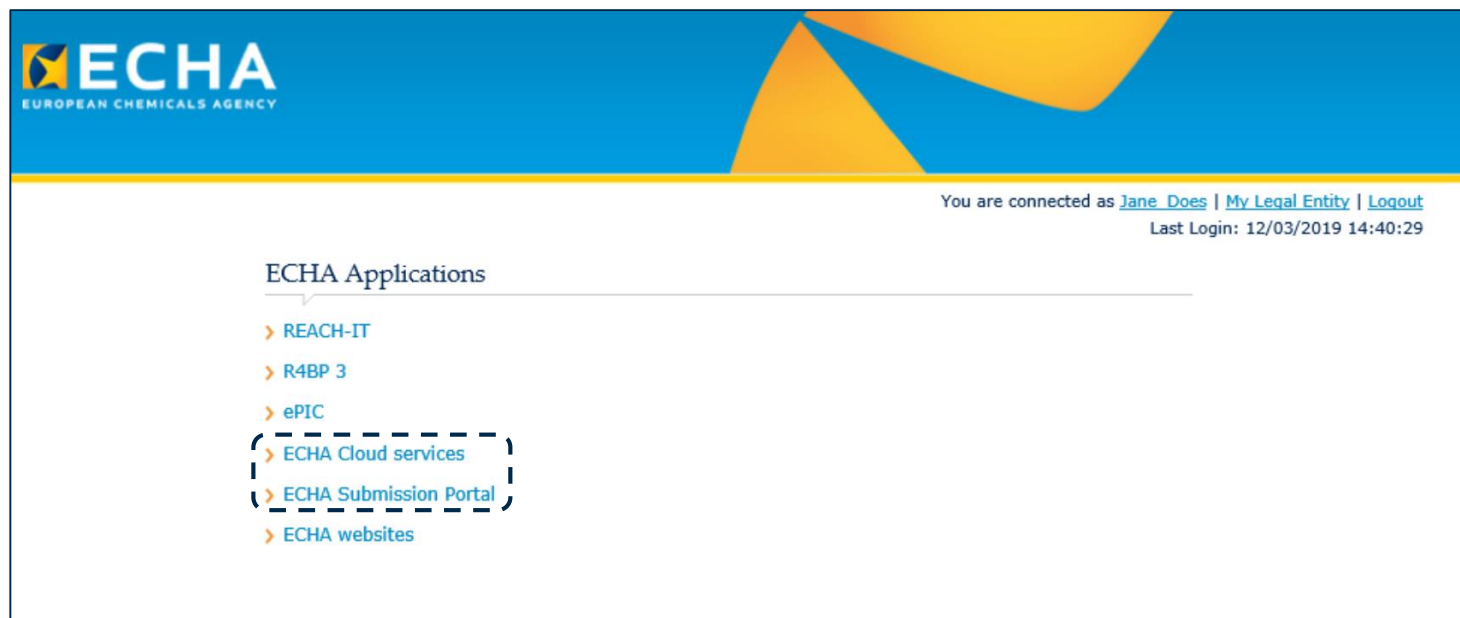 ECHA
EUROPEAN CHEMICALS AGENCY
You are connected as Jane_Does | My Legal Entity | Logout
Last Login: 12/03/2019 14:40:29
ECHA Applications
REACH-IT
R4BP 3
ePIC
ECHA Cloud services
ECHA Submission Portal
ECHA websites